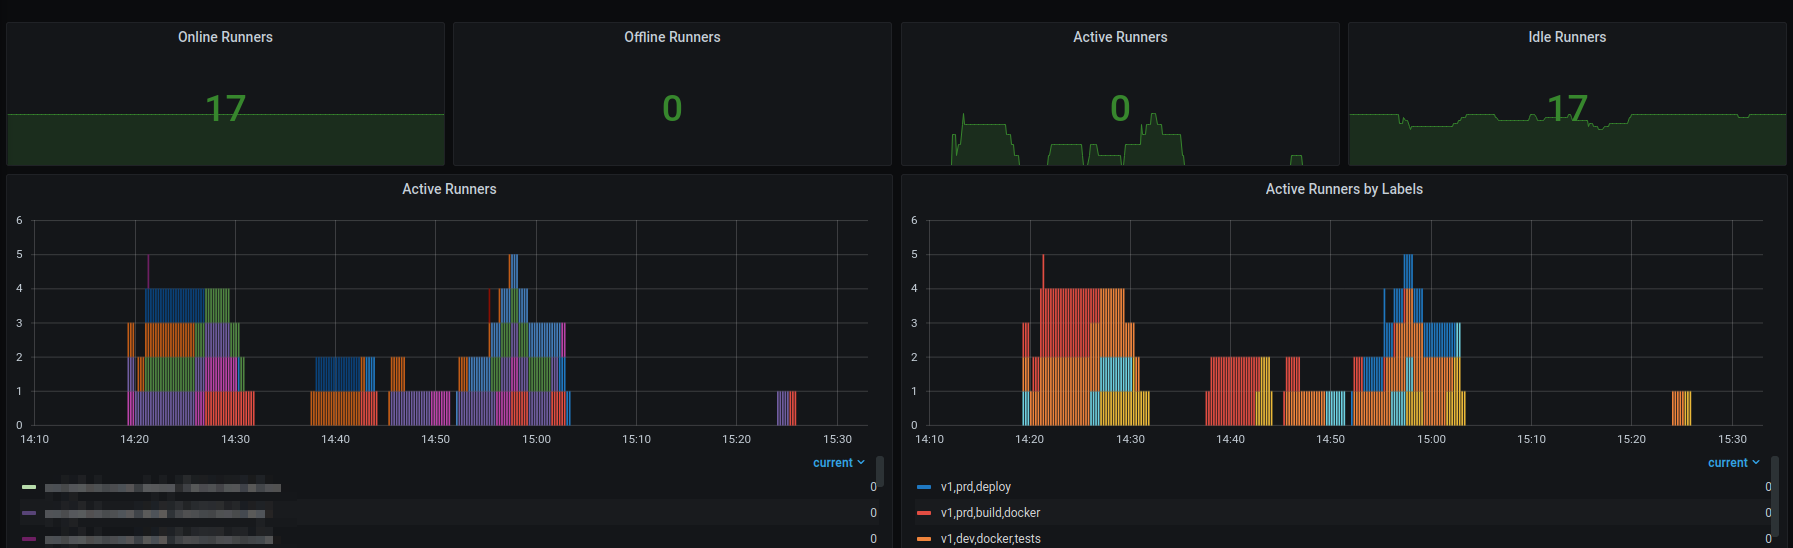 Online Runners
17
Offline Runners
0
Active Runners
0
Idle Runners
17
Active Runners
6
5
4
3
2
1
0
14:10 14:20 14:30 14:40 14:50 15:00 15:10 15:20 15:30
current
0
0
0
Active Runners by Labels
6
5
4
3
2
1
0
14:10 14:20 14:30 14:40 14:50 15:00 15:10 15:20 15:30
current
v1,prd,deploy 0
v1,prd,build,docker 0
v1,dev,docker,tests 0